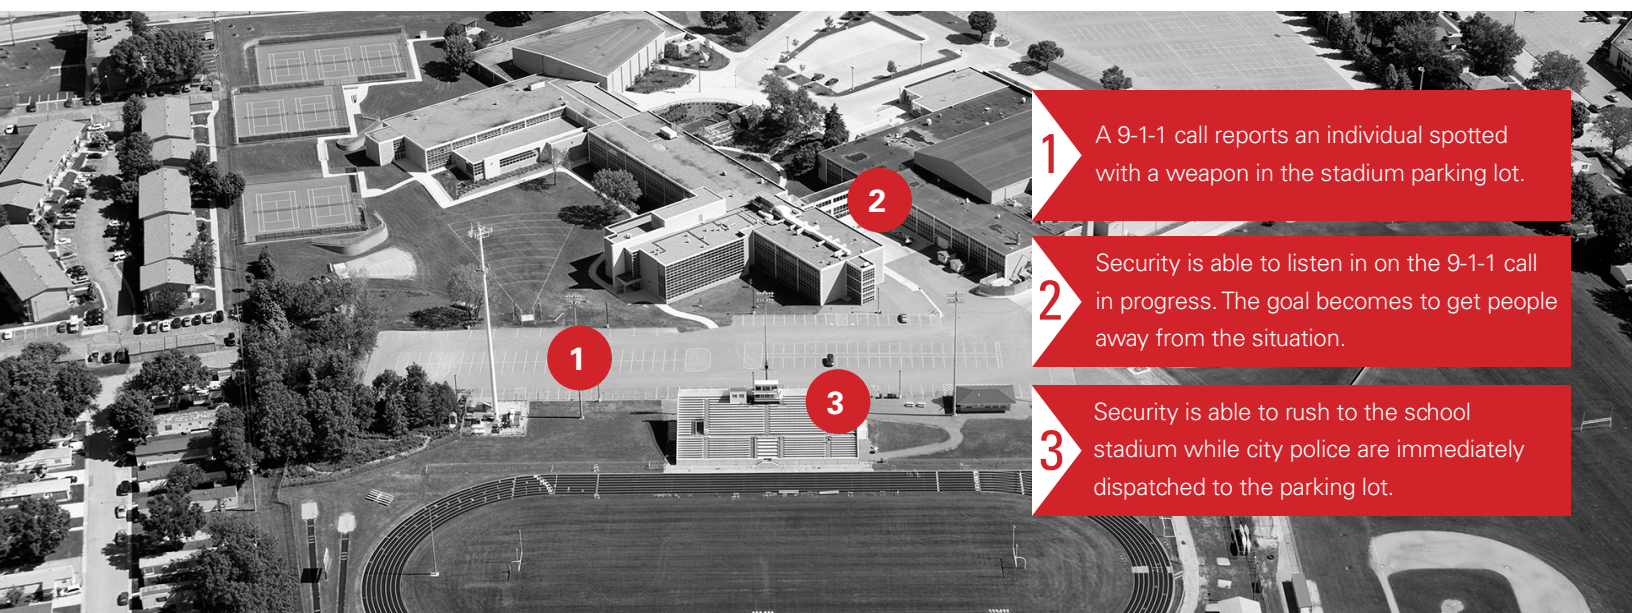 2
1
3
1
A 9-1-1 call reports an individual spotted
with a weapon in the stadium parking lot.
2
Security is able to listen in on the 9-1-1 call
in progress. The goal becomes to get people
away from the situation.
3
Security is able to rush to the school
stadium while city police are immediately
dispatched to the parking lot.